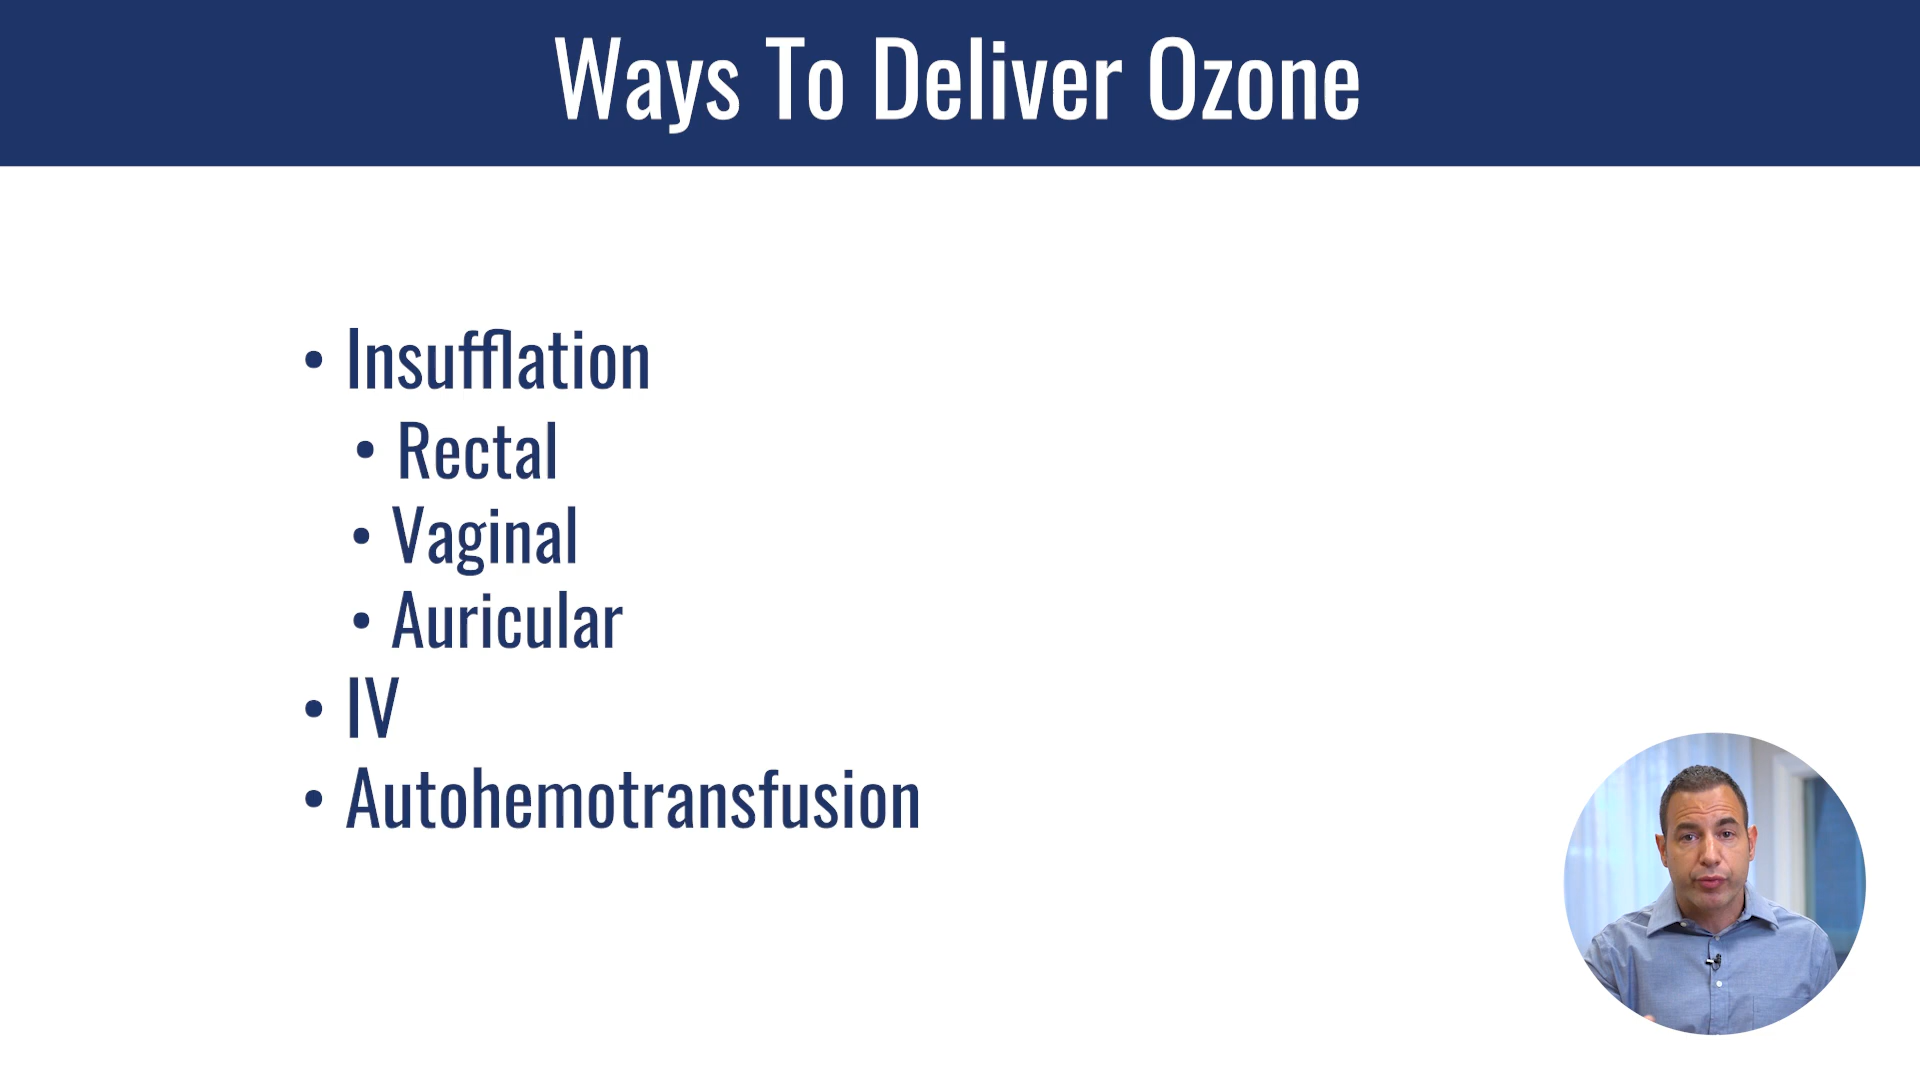 Ways To Deliver Ozone
• Insufflation
• Rectal
• Vaginal
• Auricular
• IV
• Autohemotransfusion